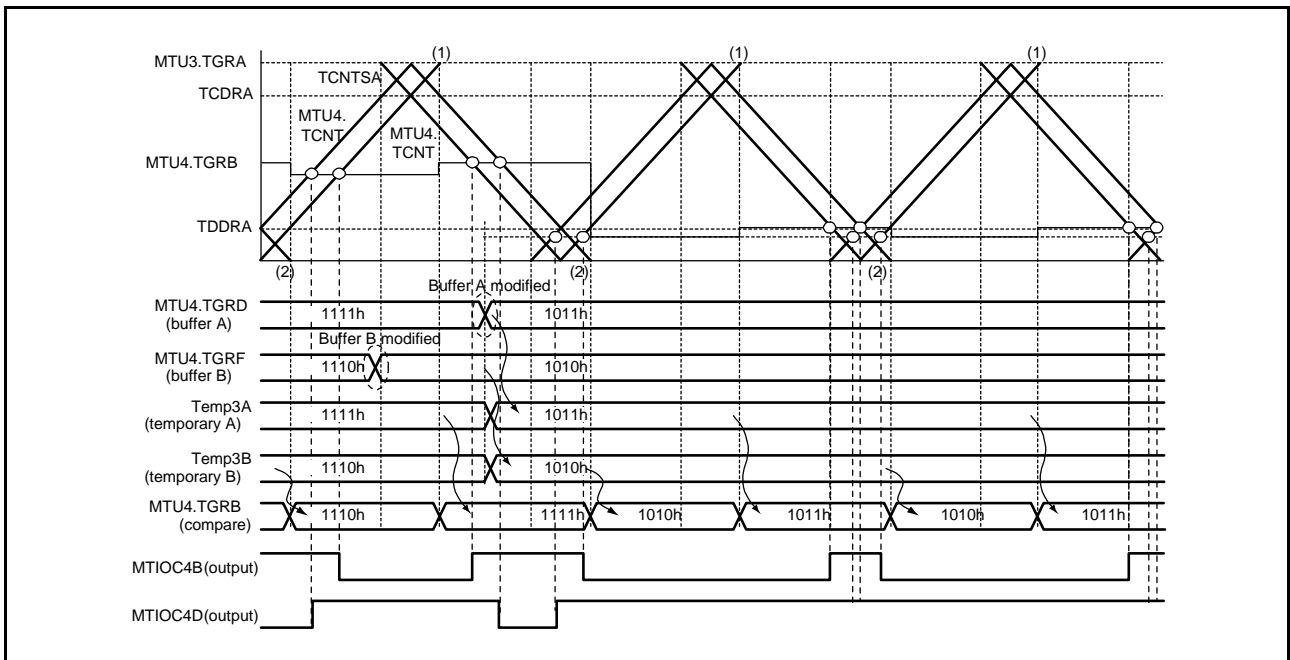 MTU3.TGRA
(1)
(1)
(1)
TCNTSA
TCDRA
MTU4.
TCNT
MTU4.
TCNT
MTU4.TGRB
TDDRA
(2)
(2)
(2)
Buffer A modified
MTU4.TGRD
(buffer A)
1111h
1011h
Buffer B modified
MTU4.TGRF
(buffer B)
1110h
1010h
Temp3A
(temporary A)
1111h
1011h
Temp3B
(temporary B)
1110h
1010h
MTU4.TGRB
(compare)
1110h
1111h
1010h
1011h
1010h
1011h
MTIOC4B(output)
MTIOC4D(output)